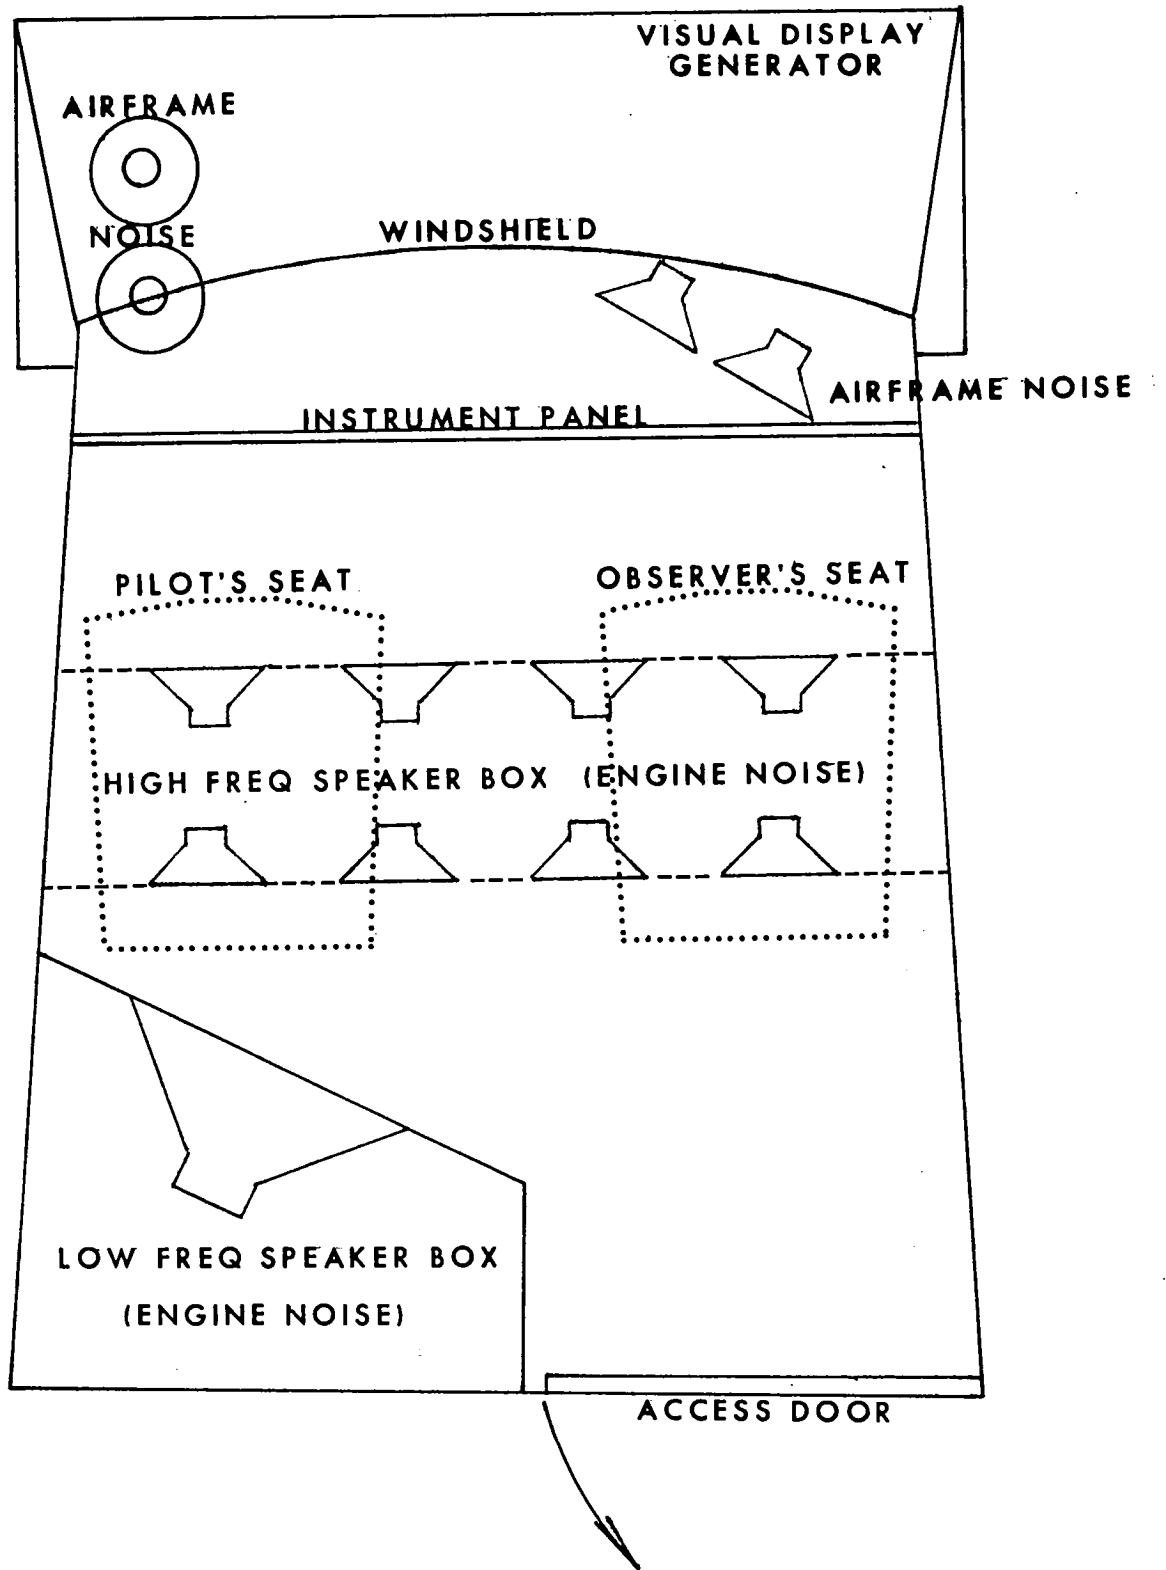 VISUAL DISPLAY
GENERATOR
AIRFRAME
NOISE
WINDSHIELD
AIRFRAME NOISE
INSTRUMENT PANEL
PILOT'S SEAT
OBSERVER'S SEAT
HIGH FREQ SPEAKER BOX (ENGINE NOISE)
LOW FREQ SPEAKER BOX
(ENGINE NOISE)
ACCESS DOOR